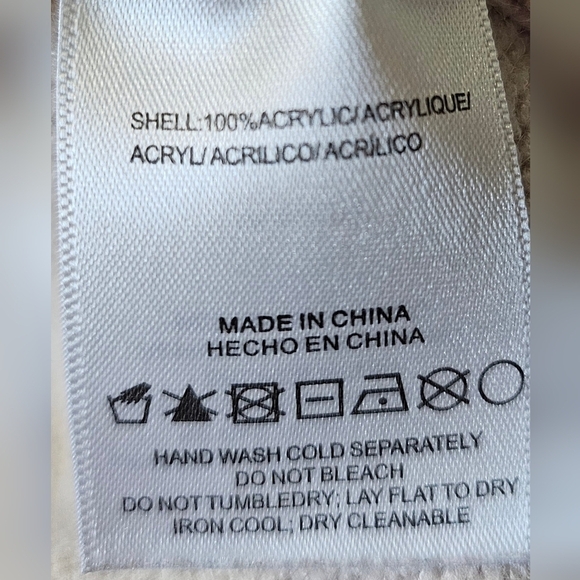 SHELL:100%ACRYLIC/ACRYLIQUE/
ACRYL/ACRILICO/ACRÍLICO
MADE IN CHINA
HECHO EN CHINA
HAND WASH COLD SEPARATELY
DO NOT BLEACH
DO NOT TUMBLEDRY; LAY FLAT TO DRY
IRON COOL; DRY CLEANABLE